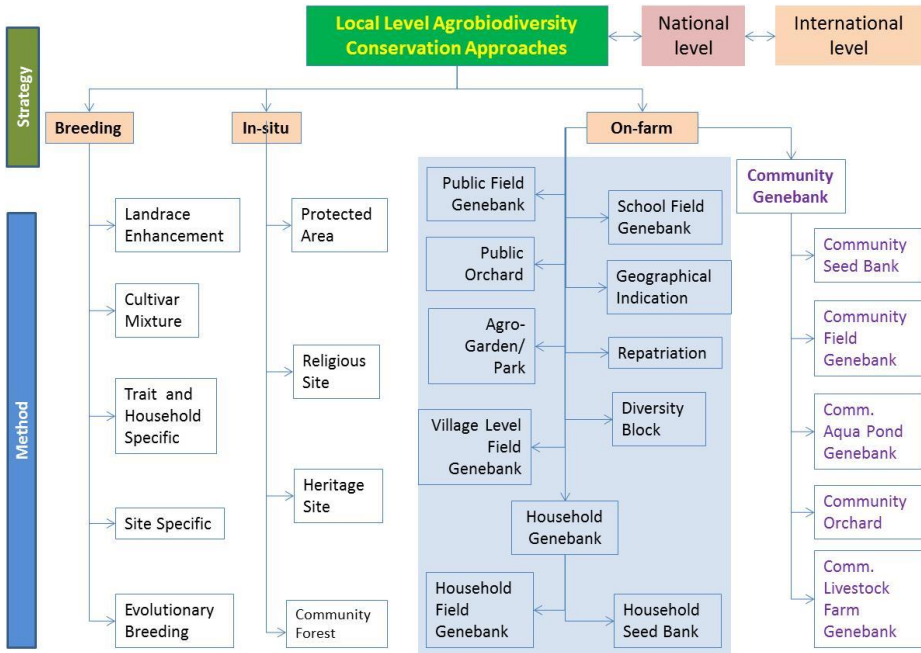 Local Level Agrobiodiversity
Conservation Approaches
National
level
International
level
Strategy
Breeding
In-situ
On-farm
Community
Genebank
Method
Landrace
Enhancement
Cultivar
Mixture
Trait and
Household
Specific
Site Specific
Evolutionary
Breeding
Protected
Area
Religious
Site
Heritage
Site
Community
Forest
Public Field
Genebank
Public
Orchard
Agro-
Garden/
Park
Village Level
Field
Genebank
School Field
Genebank
Geographical
Indication
Repatriation
Diversity
Block
Household
Genebank
Household
Field
Genebank
Household
Seed Bank
Community
Seed Bank
Community
Field
Genebank
Comm.
Aqua Pond
Genebank
Community
Orchard
Comm.
Livestock
Farm
Genebank